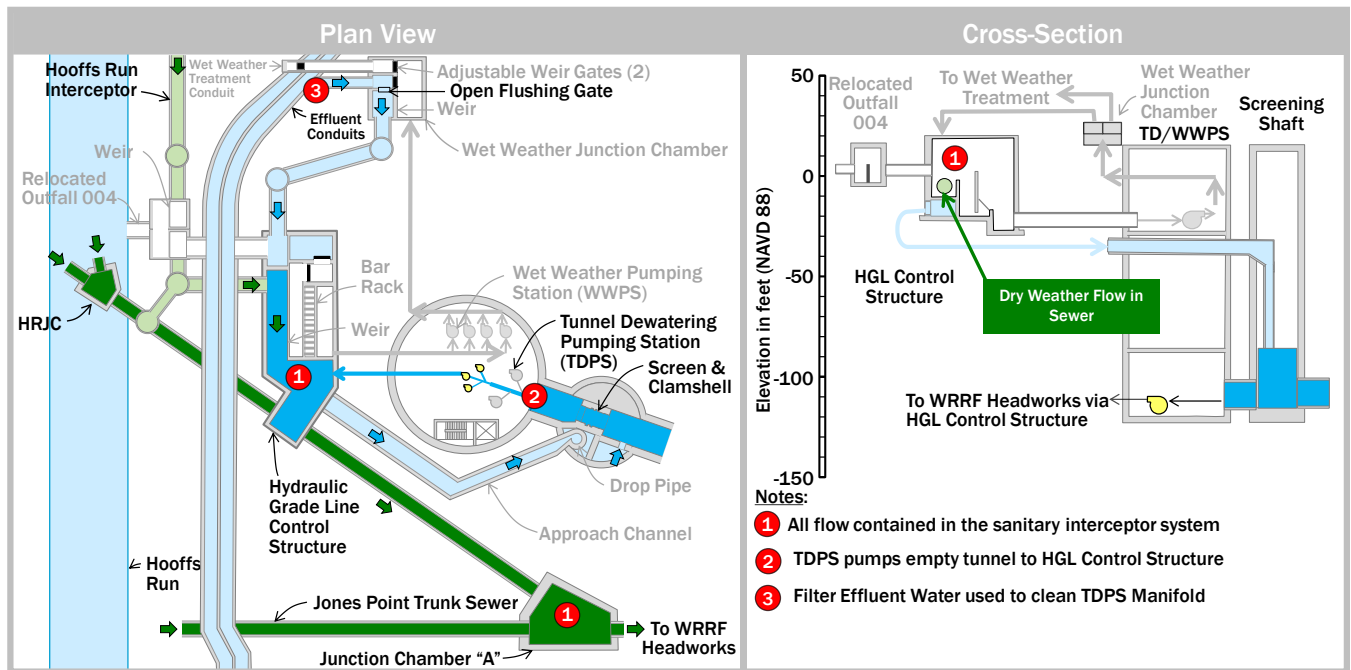 Plan View
Hooffs Run
Interceptor
Wet Weather
Treatment
Conduit
Adjustable Weir Gates (2)
Open Flushing Gate
3
Effluent
Conduits
Weir
Wet Weather Junction Chamber
Weir
Relocated
Outfall 004
HRJC
Bar
Rack
Weir
Wet Weather Pumping
Station (WWPS)
Tunnel Dewatering
Pumping Station
(TDPS)
Screen &
Clamshell
1
2
Drop Pipe
Hydraulic
Grade Line
Control
Structure
Approach Channel
Hooffs
Run
Jones Point Trunk Sewer
1
To WRRF
Headworks
Junction Chamber “A”
Cross-Section
Elevation in feet (NAVD 88)
50
0
-50
-100
-150
Relocated
Outfall
004
To Wet Weather
Treatment
Wet Weather
Junction
Chamber
TD/WWPS
Screening
Shaft
1
HGL Control
Structure
Dry Weather Flow in
Sewer
To WRRF Headworks via
HGL Control Structure
Notes:
1 All flow contained in the sanitary interceptor system
2 TDPS pumps empty tunnel to HGL Control Structure
3 Filter Effluent Water used to clean TDPS Manifold